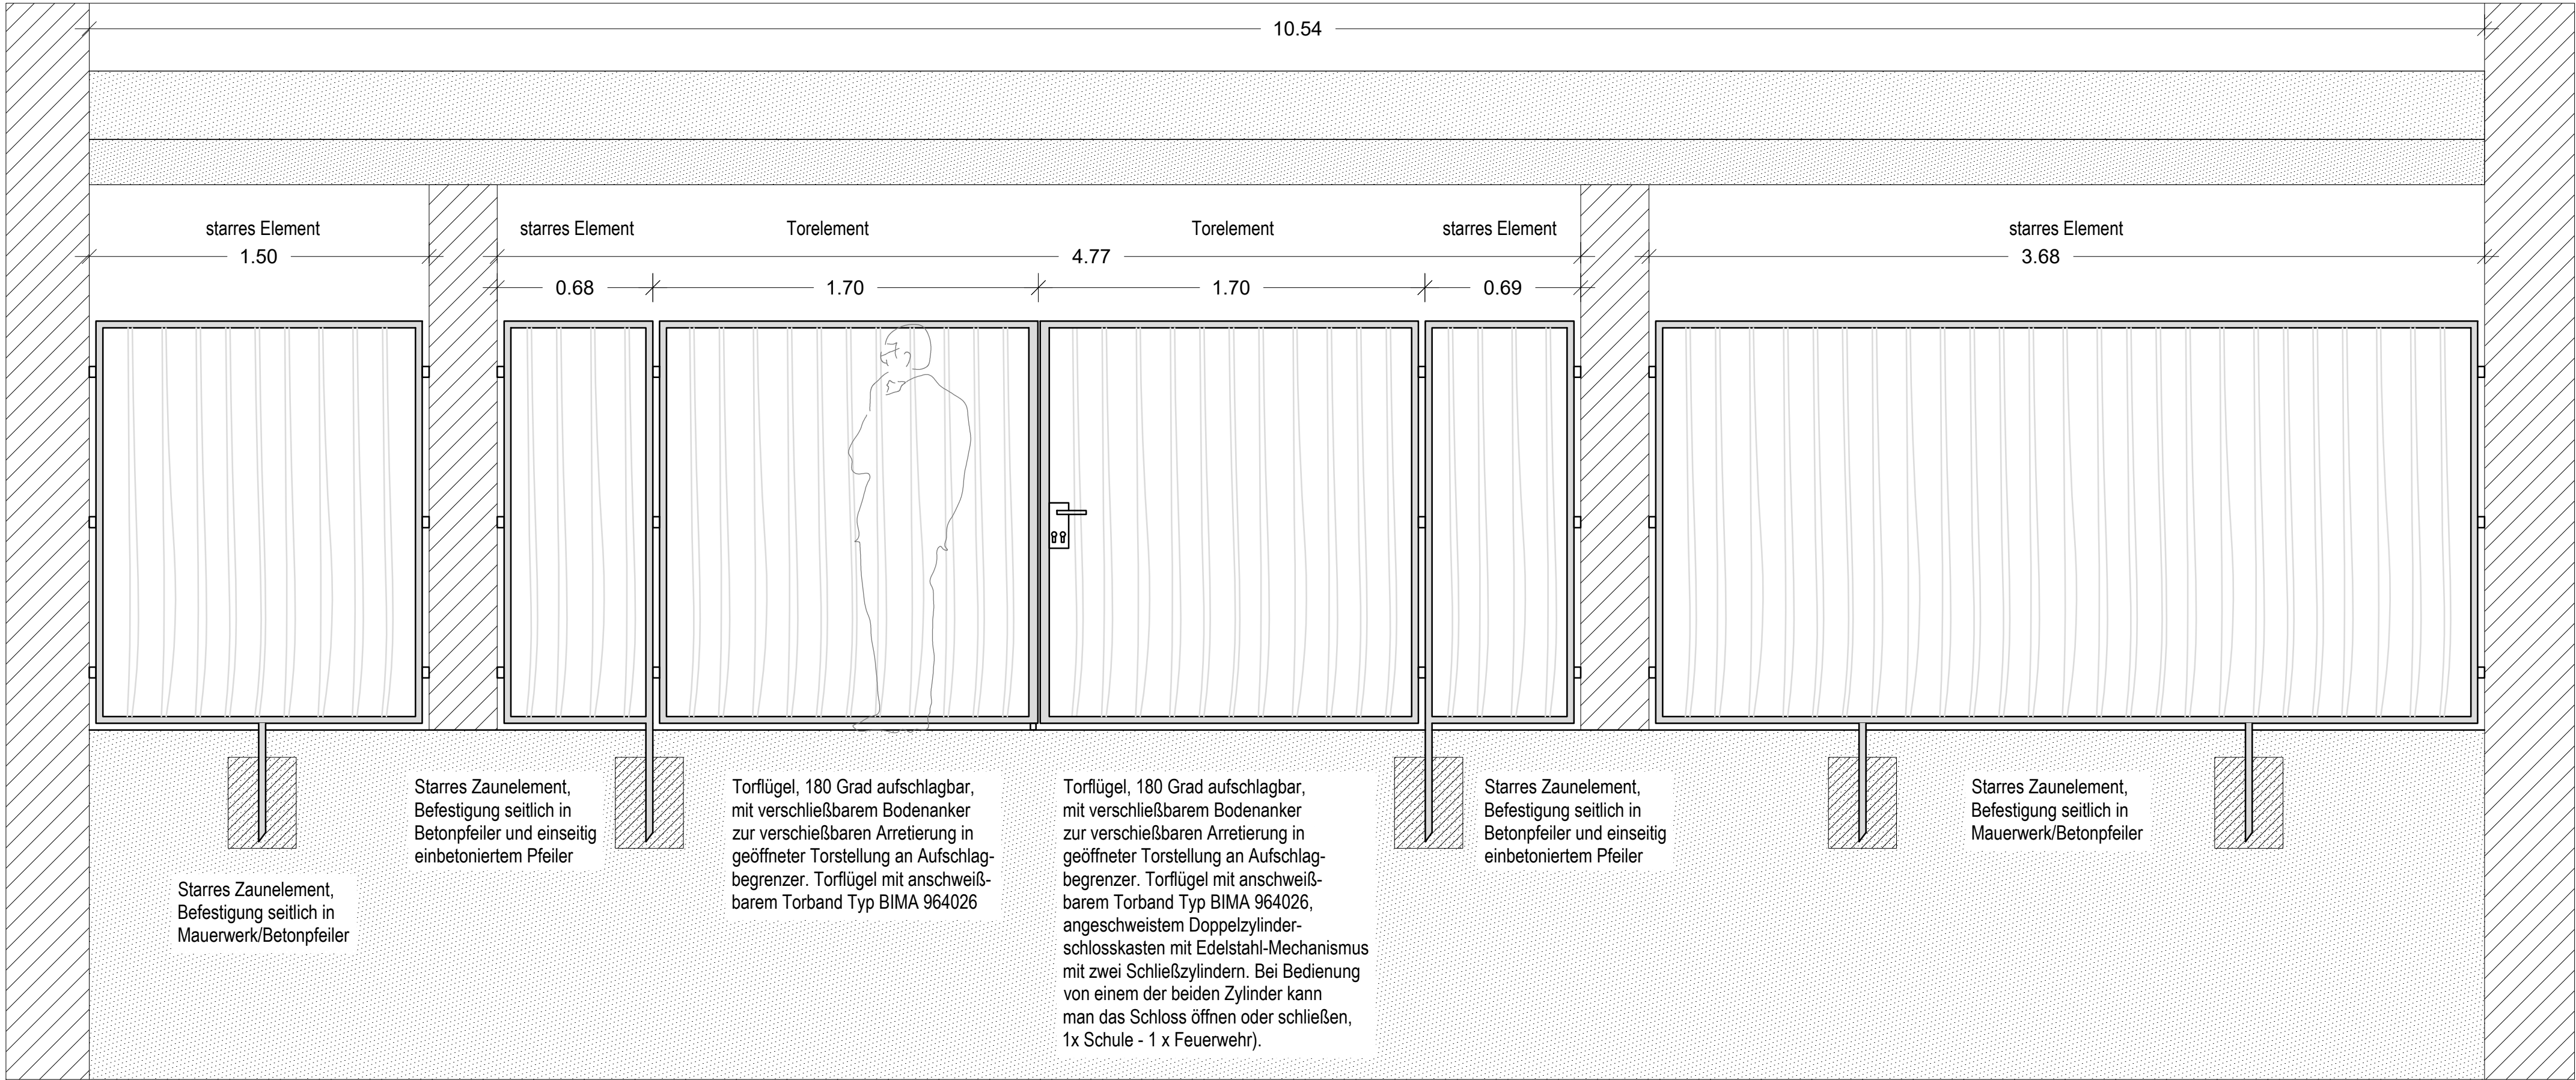 10.54
starres Element
starres Element
Torelement
Torelement
starres Element
starres Element
1.50
4.77
3.68
0.68
1.70
1.70
0.69
Starres Zaunelement,
Befestigung seitlich in
Mauerwerk/Betonpfeiler
Starres Zaunelement,
Befestigung seitlich in
Betonpfeiler und einseitig
einbetoniertem Pfeiler
Torflügel, 180 Grad aufschlagbar,
mit verschließbarem Bodenanker
zur verschießbaren Arretierung in
geöffneter Torstellung an Aufschlag-
begrenzer. Torflügel mit anschweiß-
barem Torband Typ BIMA 964026
Torflügel, 180 Grad aufschlagbar,
mit verschließbarem Bodenanker
zur verschießbaren Arretierung in
geöffneter Torstellung an Aufschlag-
begrenzer. Torflügel mit anschweiß-
barem Torband Typ BIMA 964026,
angeschweistem Doppelzylinder-
schlosskasten mit Edelstahl-Mechanismus
mit zwei Schließzylindern. Bei Bedienung
von einem der beiden Zylinder kann
man das Schloss öffnen oder schließen,
1x Schule - 1 x Feuerwehr).
Starres Zaunelement,
Befestigung seitlich in
Betonpfeiler und einseitig
einbetoniertem Pfeiler
Starres Zaunelement,
Befestigung seitlich in
Mauerwerk/Betonpfeiler